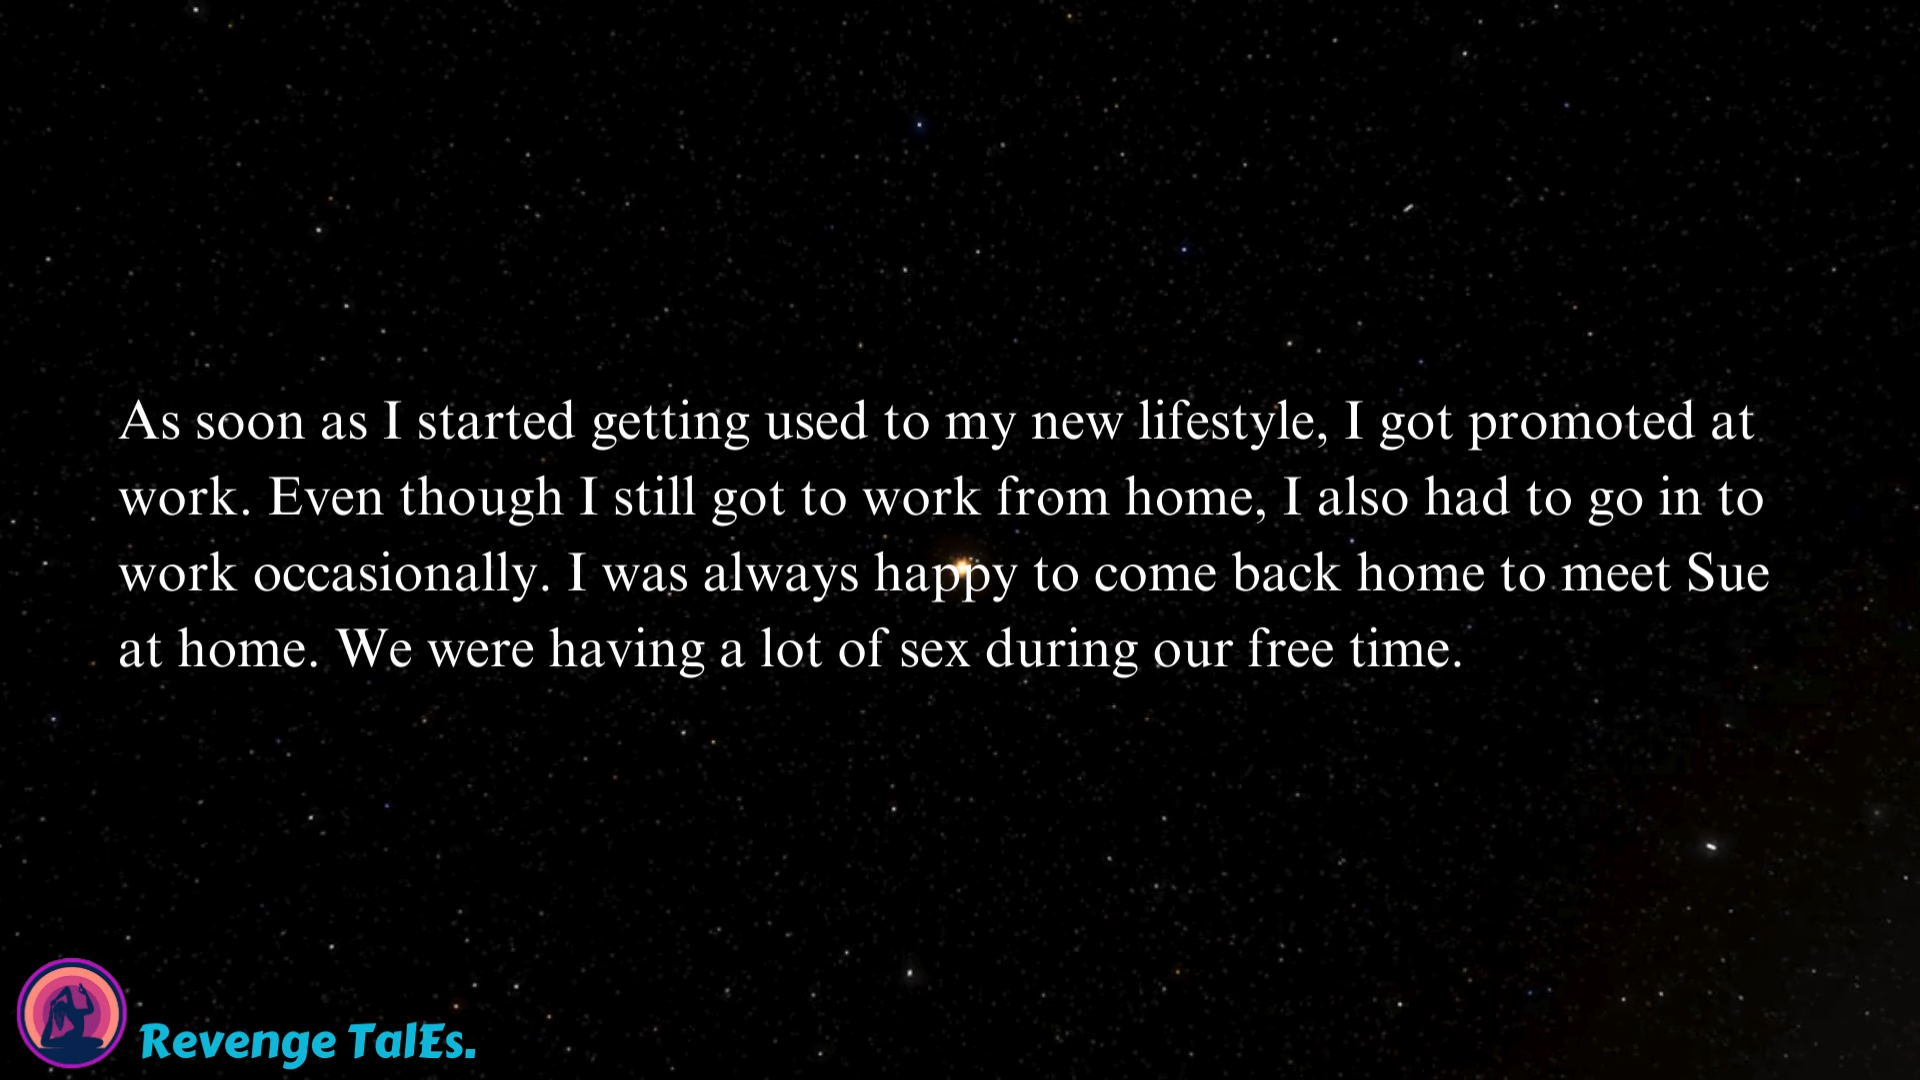 As soon as I started getting used to my new lifestyle, I got promoted at
work. Even though I still got to work from home, I also had to go in to
work occasionally. I was always happy to come back home to meet Sue
at home. We were having a lot of sex during our free time.
Revenge TalEs.